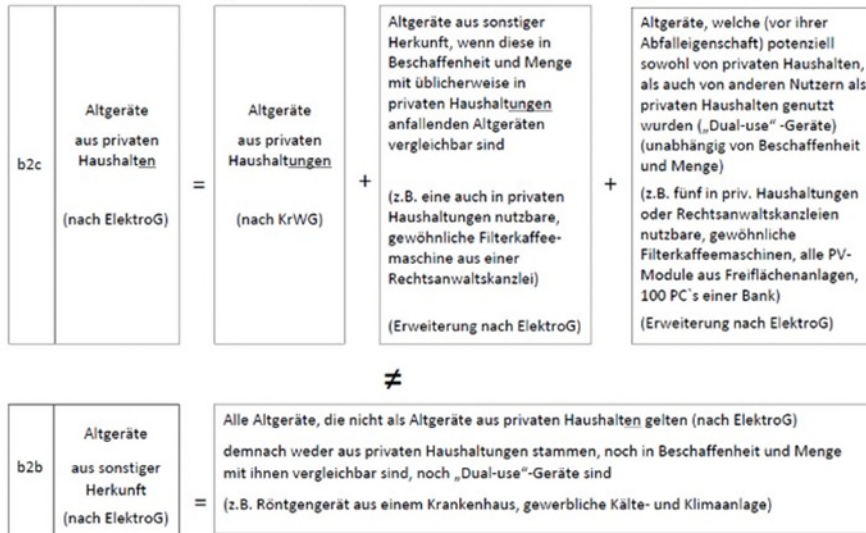 b2c
Altgeräte
aus privaten
Haushalten
(nach ElektroG)
=
Altgeräte
aus privaten
Haushaltungen
(nach KrWG)
+
Altgeräte aus sonstiger
Herkunft, wenn diese in
Beschaffenheit und Menge
mit üblicherweise in
privaten Haushaltungen
anfallenden Altgeräten
vergleichbar sind
(z.B. eine auch in privaten
Haushaltungen nutzbare,
gewöhnliche Filterkaffee-
maschine aus einer
Rechtsanwaltskanzlei)
(Erweiterung nach ElektroG)
+
Altgeräte, welche (vor ihrer
Abfalleigenschaft) potenziell
sowohl von privaten Haushalten,
als auch von anderen Nutzern als
privaten Haushalten genutzt
wurden („Dual-use" -Geräte)
(unabhängig von Beschaffenheit
und Menge)
(z.B. fünf in priv. Haushaltungen
oder Rechtsanwaltskanzleien
nutzbare, gewöhnliche
Filterkaffeemaschinen, alle PV-
Module aus Freiflächenanlagen,
100 PC`s einer Bank)
(Erweiterung nach ElektroG)
≠
b2b
Altgeräte
aus sonstiger
Herkunft
(nach ElektroG)
=
Alle Altgeräte, die nicht als Altgeräte aus privaten Haushalten gelten (nach ElektroG)
demnach weder aus privaten Haushaltungen stammen, noch in Beschaffenheit und Menge
mit ihnen vergleichbar sind, noch „Dual-use"-Geräte sind
(z.B. Röntgengerät aus einem Krankenhaus, gewerbliche Kälte- und Klimaanlage)